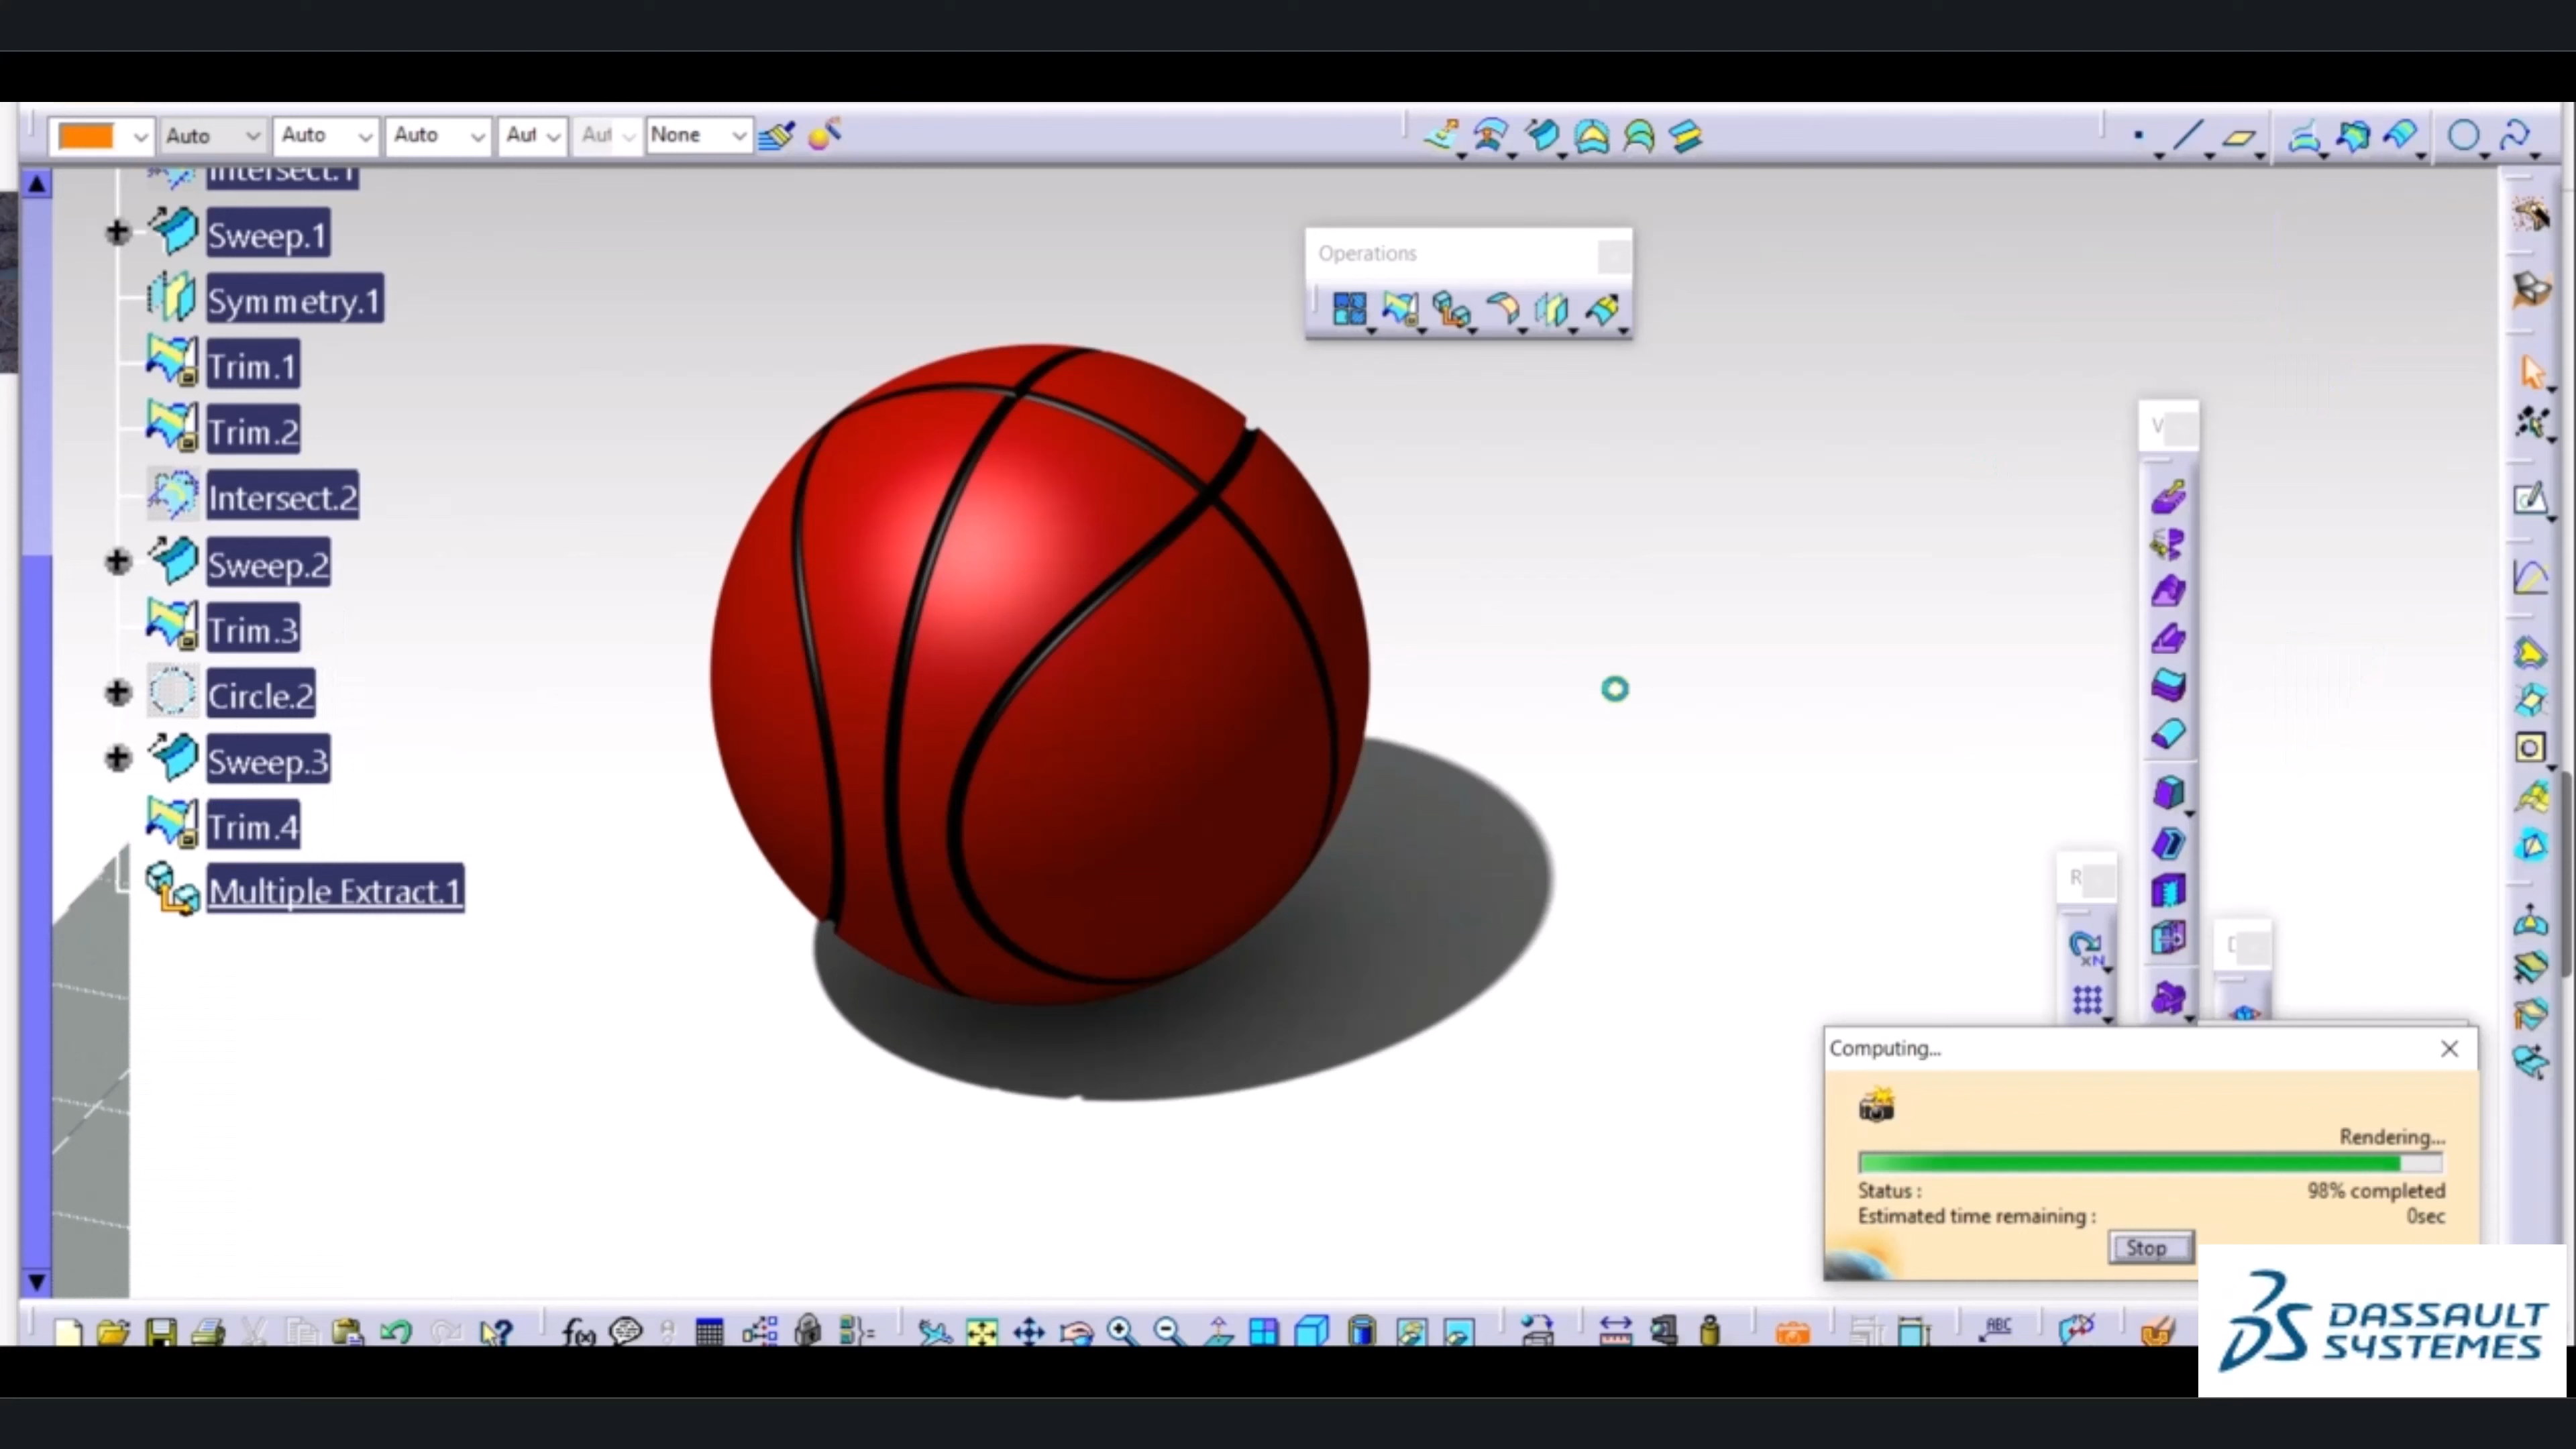 Auto
Auto
Auto
Aut
Aut
None
Intersect.1
Sweep.1
Symmetry.1
Trim.1
Trim.2
Intersect.2
Sweep.2
Trim.3
Circle.2
Sweep.3
Trim.4
Multiple Extract.1
Operations
V
R
xN
Computing...
Rendering...
Status :
98% completed
Estimated time remaining :
0sec
Stop
f(x)
ABC
DASSAULT
SYSTEMES